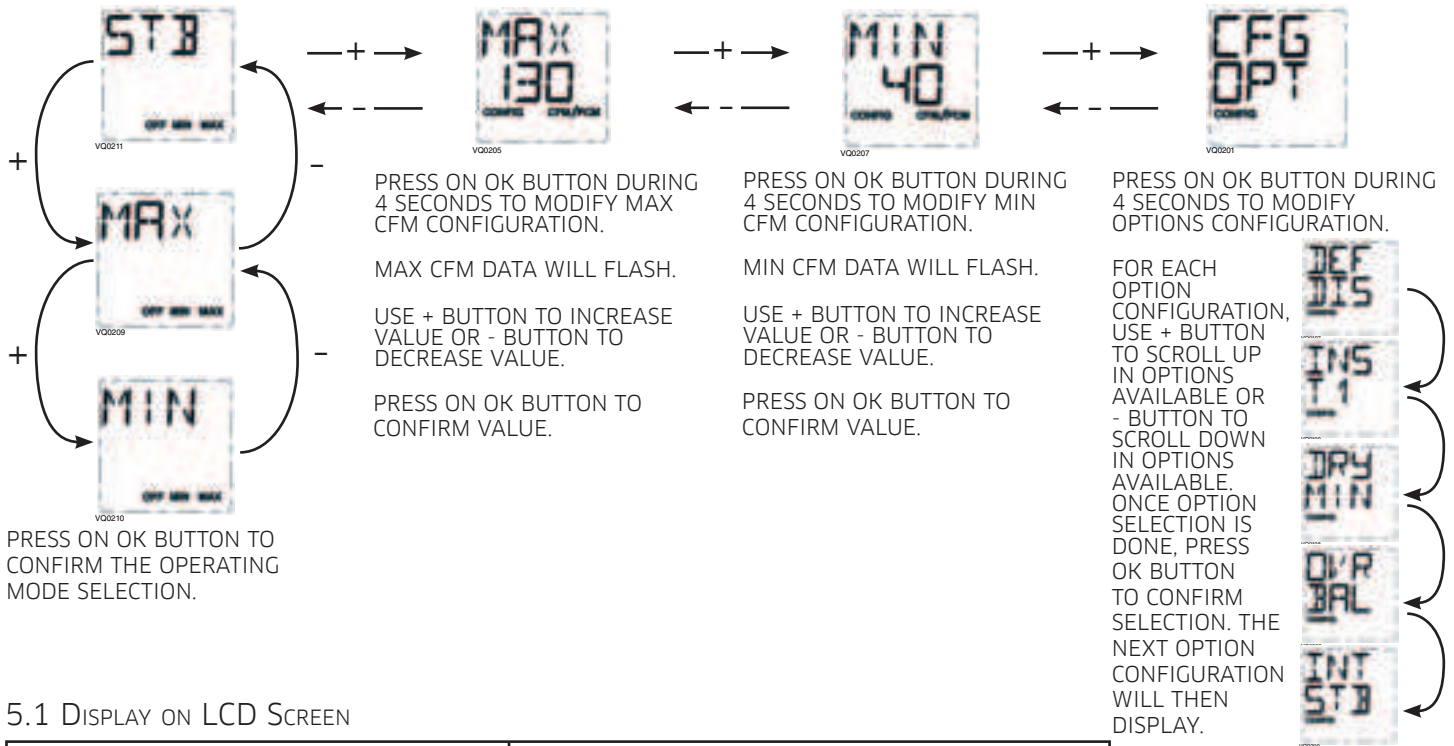 STB
OFF MIN MAX
VQ0211
+
-
MAX
OFF MIN MAX
VQ0209
+
-
MIN
OFF MIN MAX
VQ0210
PRESS ON OK BUTTON TO
CONFIRM THE OPERATING
MODE SELECTION.
+
-
MAX
130
CONFIG CFM/PCM
VQ0205
PRESS ON OK BUTTON DURING
4 SECONDS TO MODIFY MAX
CFM CONFIGURATION.
MAX CFM DATA WILL FLASH.
USE + BUTTON TO INCREASE
VALUE OR - BUTTON TO
DECREASE VALUE.
PRESS ON OK BUTTON TO
CONFIRM VALUE.
+
-
MIN
40
CONFIG CFM/PCM
VQ0207
PRESS ON OK BUTTON DURING
4 SECONDS TO MODIFY MIN
CFM CONFIGURATION.
MIN CFM DATA WILL FLASH.
USE + BUTTON TO INCREASE
VALUE OR - BUTTON TO
DECREASE VALUE.
PRESS ON OK BUTTON TO
CONFIRM VALUE.
+
-
CFG
OPT
CONFIG
VQ0201
PRESS ON OK BUTTON DURING
4 SECONDS TO MODIFY
OPTIONS CONFIGURATION.
FOR EACH
OPTION
CONFIGURATION,
USE + BUTTON
TO SCROLL UP
IN OPTIONS
AVAILABLE OR
- BUTTON TO
SCROLL DOWN
IN OPTIONS
AVAILABLE.
ONCE OPTION
SELECTION IS
DONE, PRESS
OK BUTTON
TO CONFIRM
SELECTION. THE
NEXT OPTION
CONFIGURATION
WILL THEN
DISPLAY.
DEF
DIS
INS
T1
DRY
MIN
OVR
BAL
INT
STB
5.1 DISPLAY ON LCD SCREEN